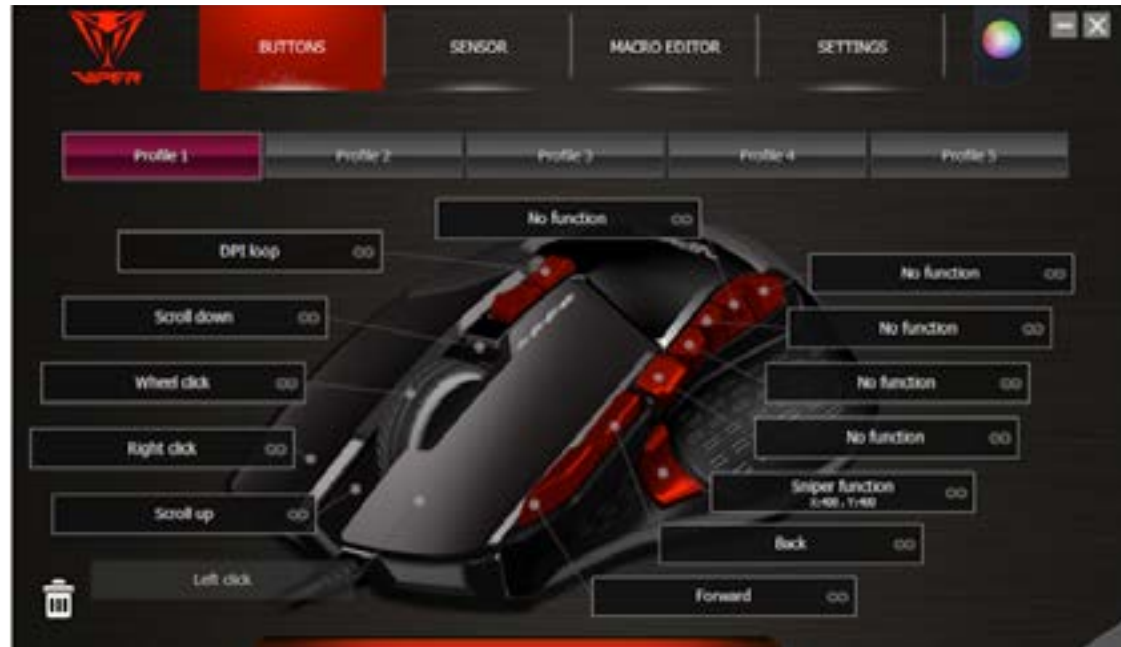 VIPER
BUTTONS
SENSOR
MACRO EDITOR
SETTINGS
Profile 1
Profile 2
Profile 3
Profile 4
Profile 5
No function
DPI loop
No function
Scroll down
No function
Wheel click
No function
Right click
No function
Sniper function
X:400 , Y:400
Scroll up
Back
Left click
Forward